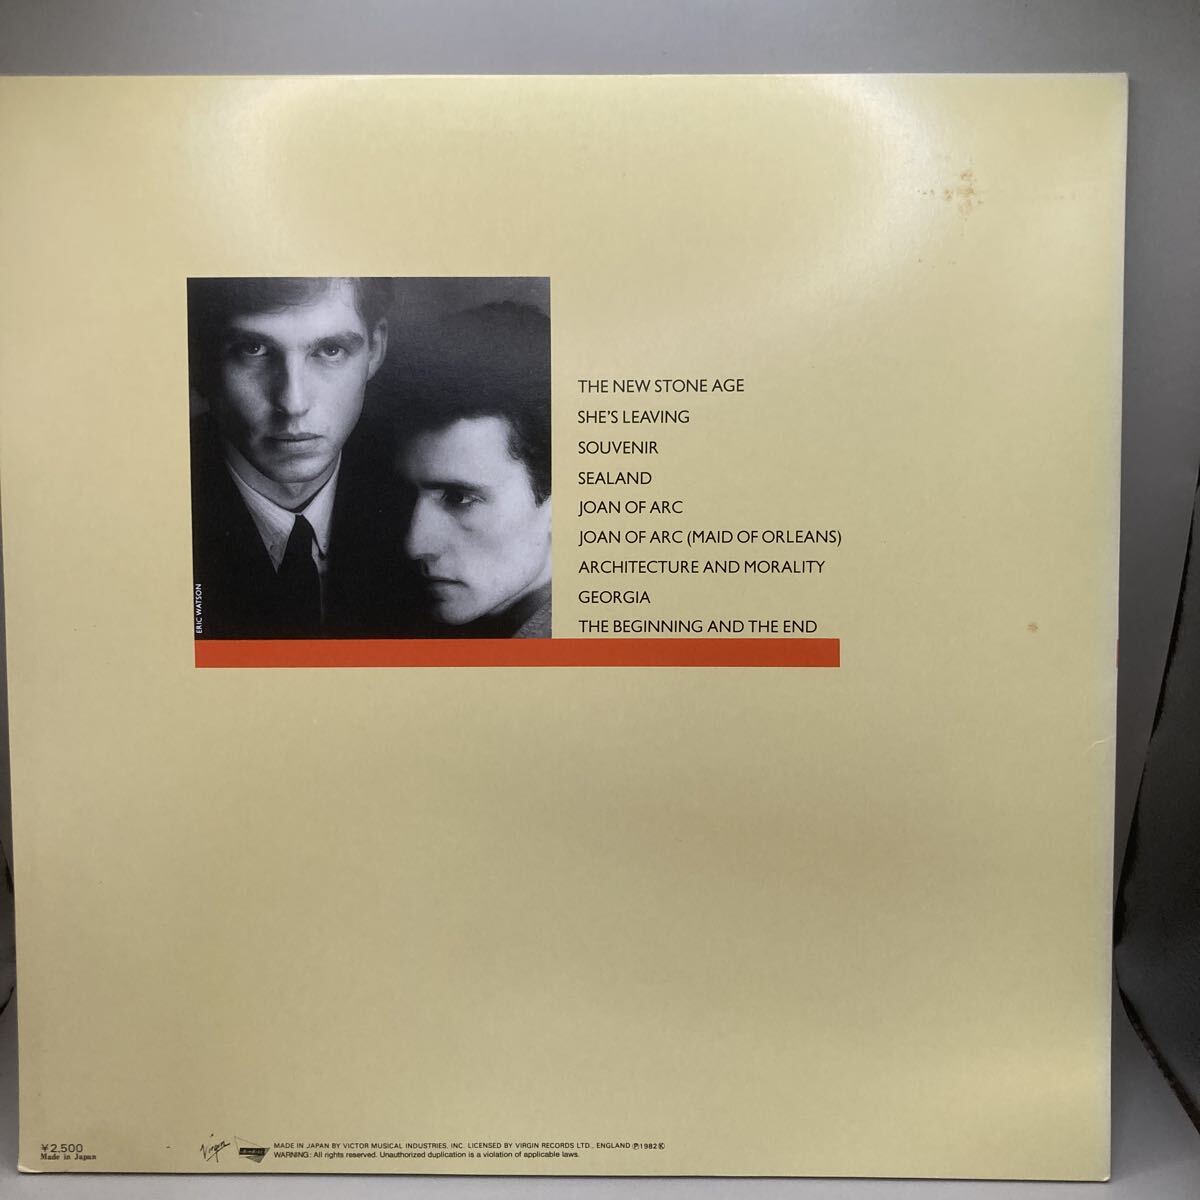 THE NEW STONE AGE
SHE'S LEAVING
SOUVENIR
SEALAND
JOAN OF ARC
JOAN OF ARC (MAID OF ORLEANS)
ARCHITECTURE AND MORALITY
GEORGIA
THE BEGINNING AND THE END
ERIC WATSON
¥2,500
Made in Japan
Virgin
MADE IN JAPAN BY VICTOR MUSICAL INDUSTRIES, INC. LICENSED BY VIRGIN RECORDS LTD., ENGLAND Ⓟ1982Ⓚ
WARNING: All rights reserved. Unauthorized duplication is a violation of applicable laws.